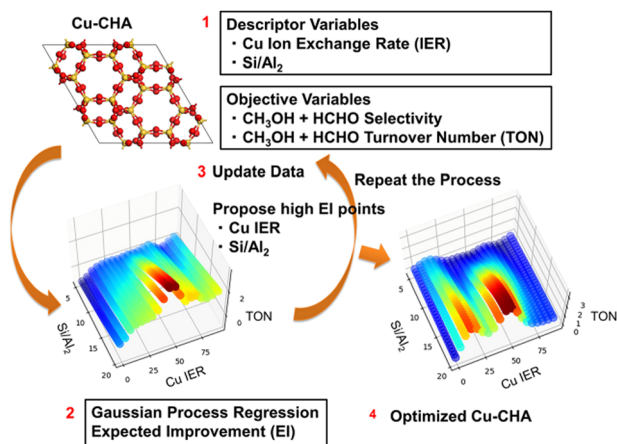 Cu-CHA
1
Descriptor Variables
・Cu Ion Exchange Rate (IER)
・Si/Al2
Objective Variables
・CH3OH + HCHO Selectivity
・CH3OH + HCHO Turnover Number (TON)
3 Update Data
Repeat the Process
Propose high EI points
・Cu IER
・Si/Al2
2
0
TON
5
10
15
20
Si/Al2
0
25
50
75
Cu IER
3
2
1
0
TON
5
10
15
20
Si/Al2
0
25
50
75
Cu IER
2 Gaussian Process Regression
Expected Improvement (EI)
4 Optimized Cu-CHA